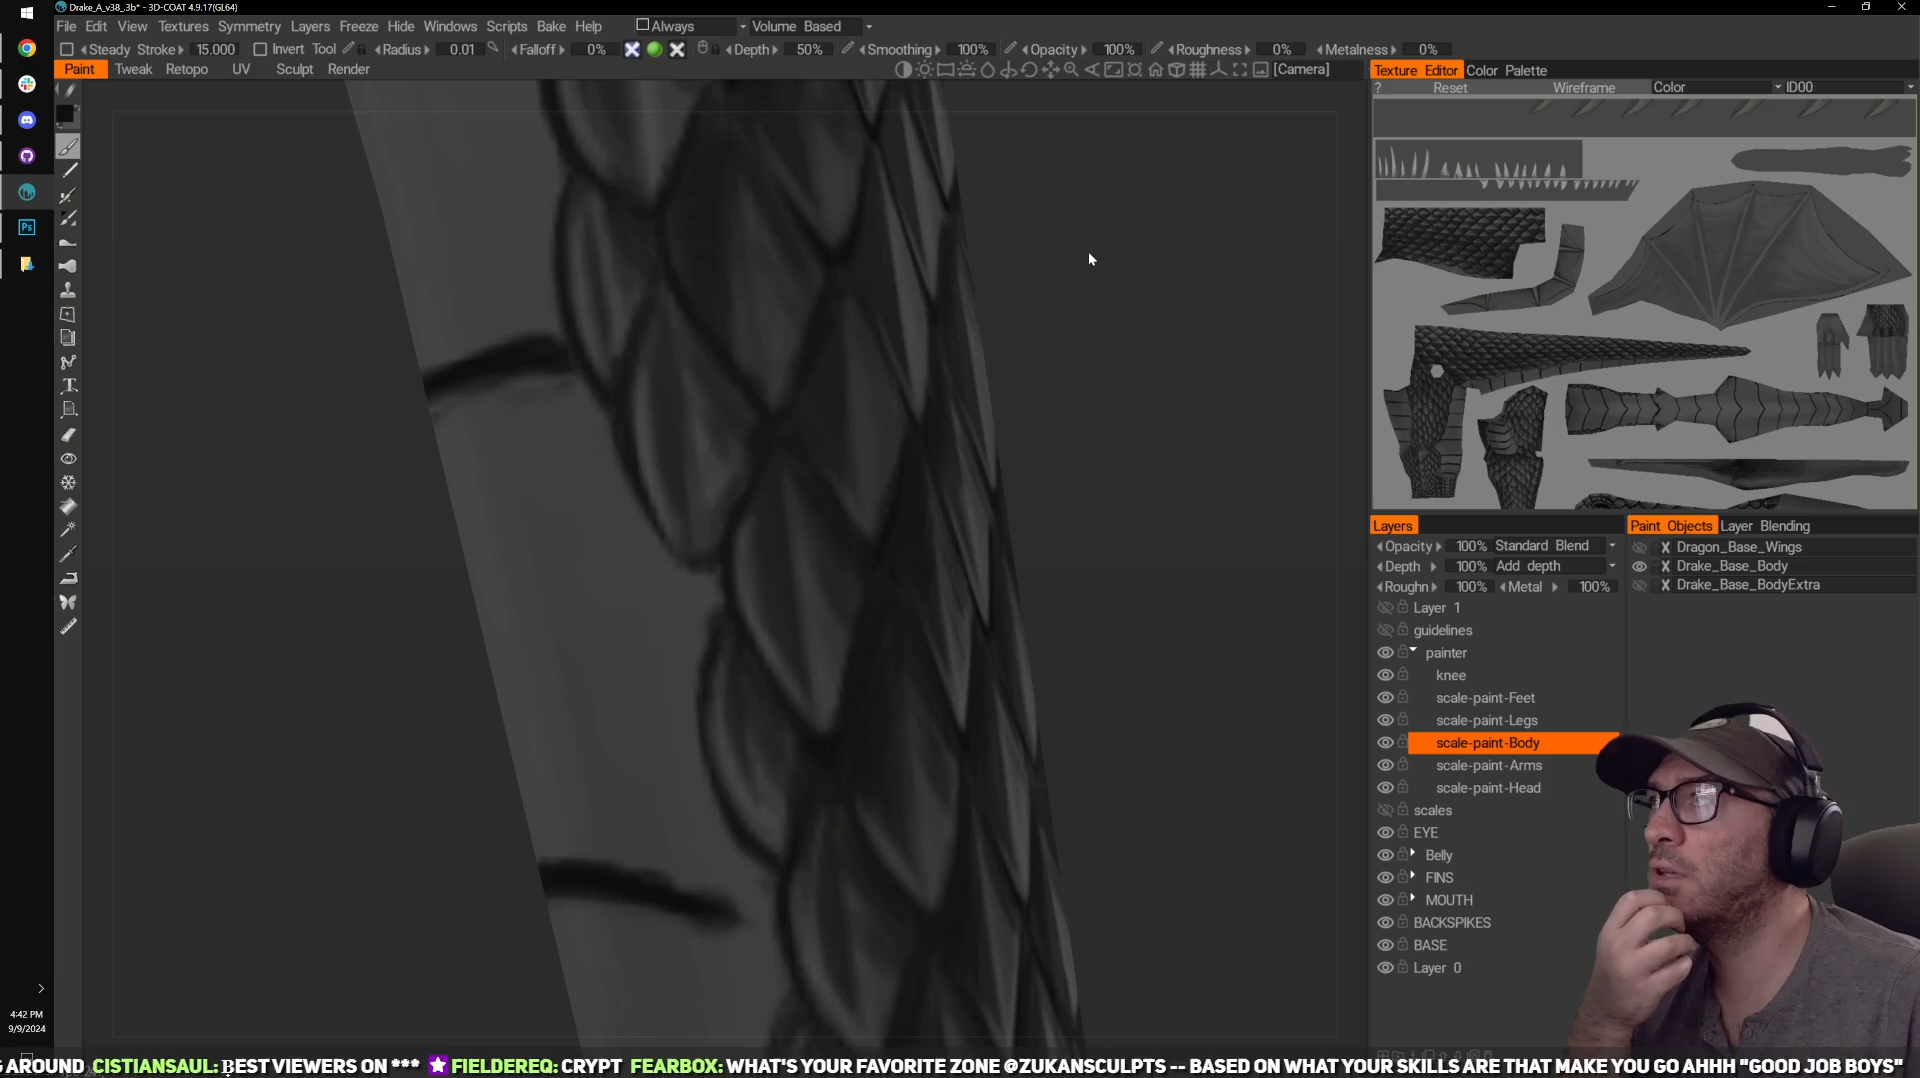 Drake_A_v38_.3b* - 3D-COAT 4.9.17(GL64)
File Edit View Textures Symmetry Layers Freeze Hide Windows Scripts Bake Help Always Volume Based
Steady Stroke 15.000 Invert Tool Radius 0.01 Falloff 0% Depth 50% Smoothing 100% Opacity 100% Roughness 0% Metalness 0%
Paint Tweak Retopo UV Sculpt Render [Camera]
Texture Editor Color Palette
? Reset Wireframe Color ID00
Ps
Layers
Opacity 100% Standard Blend
Depth 100% Add depth
Roughn 100% Metal 100%
Layer 1
guidelines
painter
knee
scale-paint-Feet
scale-paint-Legs
scale-paint-Body
scale-paint-Arms
scale-paint-Head
scales
EYE
Belly
FINS
MOUTH
BACKSPIKES
BASE
Layer 0
Paint Objects Layer Blending
Dragon_Base_Wings
Drake_Base_Body
Drake_Base_BodyExtra
4:42 PM
9/9/2024
G AROUND CISTIANSAUL: BEST VIEWERS ON *** FIELDEREQ: CRYPT FEARBOX: WHAT'S YOUR FAVORITE ZONE @ZUKANSCULPTS -- BASED ON WHAT YOUR SKILLS ARE THAT MAKE YOU GO AHHH "GOOD JOB BOYS"